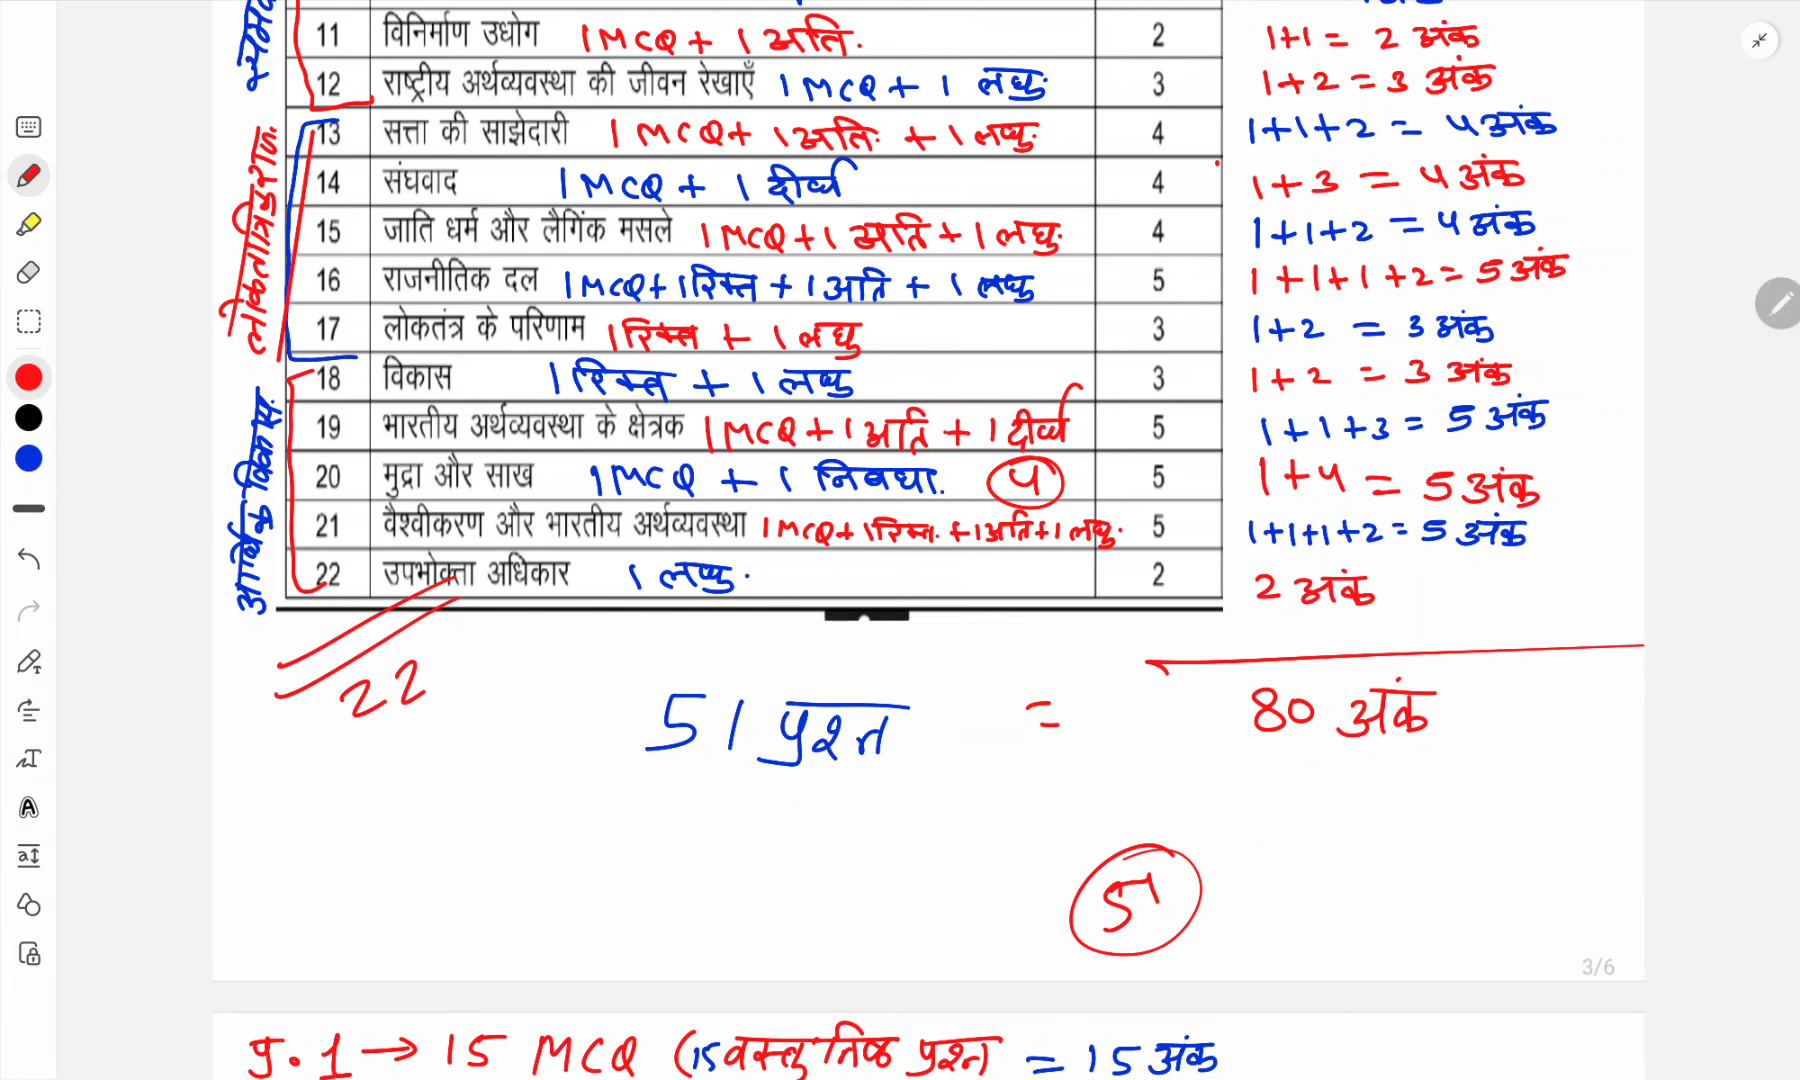 11 विनिर्माण उधोग 1 MCQ + 1 अति. 2 1+1 = 2 अंक
12 राष्ट्रीय अर्थव्यवस्था की जीवन रेखाएँ 1 MCQ + 1 लघु. 3 1+2 = 3 अंक
13 सत्ता की साझेदारी 1 MCQ + 1 अति. + 1 लघु. 4 1+1+2 = 4 अंक
14 संघवाद 1 MCQ + 1 दीर्घ 4 1+3 = 4 अंक
15 जाति धर्म और लैगिंक मसले 1 MCQ + 1 अति + 1 लघु. 4 1+1+2 = 4 अंक
16 राजनीतिक दल 1 MCQ + 1 रिक्त + 1 अति + 1 लघु 5 1+1+1+2 = 5 अंक
17 लोकतंत्र के परिणाम 1 रिक्त + 1 लघु 3 1+2 = 3 अंक
18 विकास 1 रिक्त + 1 लघु 3 1+2 = 3 अंक
19 भारतीय अर्थव्यवस्था के क्षेत्रक 1 MCQ + 1 अति + 1 दीर्घ 5 1+1+3 = 5 अंक
20 मुद्रा और साख 1 MCQ + 1 निबधा. 4 5 1+4 = 5 अंक
21 वैश्वीकरण और भारतीय अर्थव्यवस्था 1 MCQ + 1 रिक्त. + 1 अति + 1 लघु. 5 1+1+1+2 = 5 अंक
22 उपभोक्ता अधिकार 1 लघु. 2 2 अंक
आर्थिक विकास.
22
51 प्रश्न = 80 अंक
51
3/6
प्र. 1 → 15 MCQ (15 वस्तुनिष्ठ प्रश्न = 15 अंक